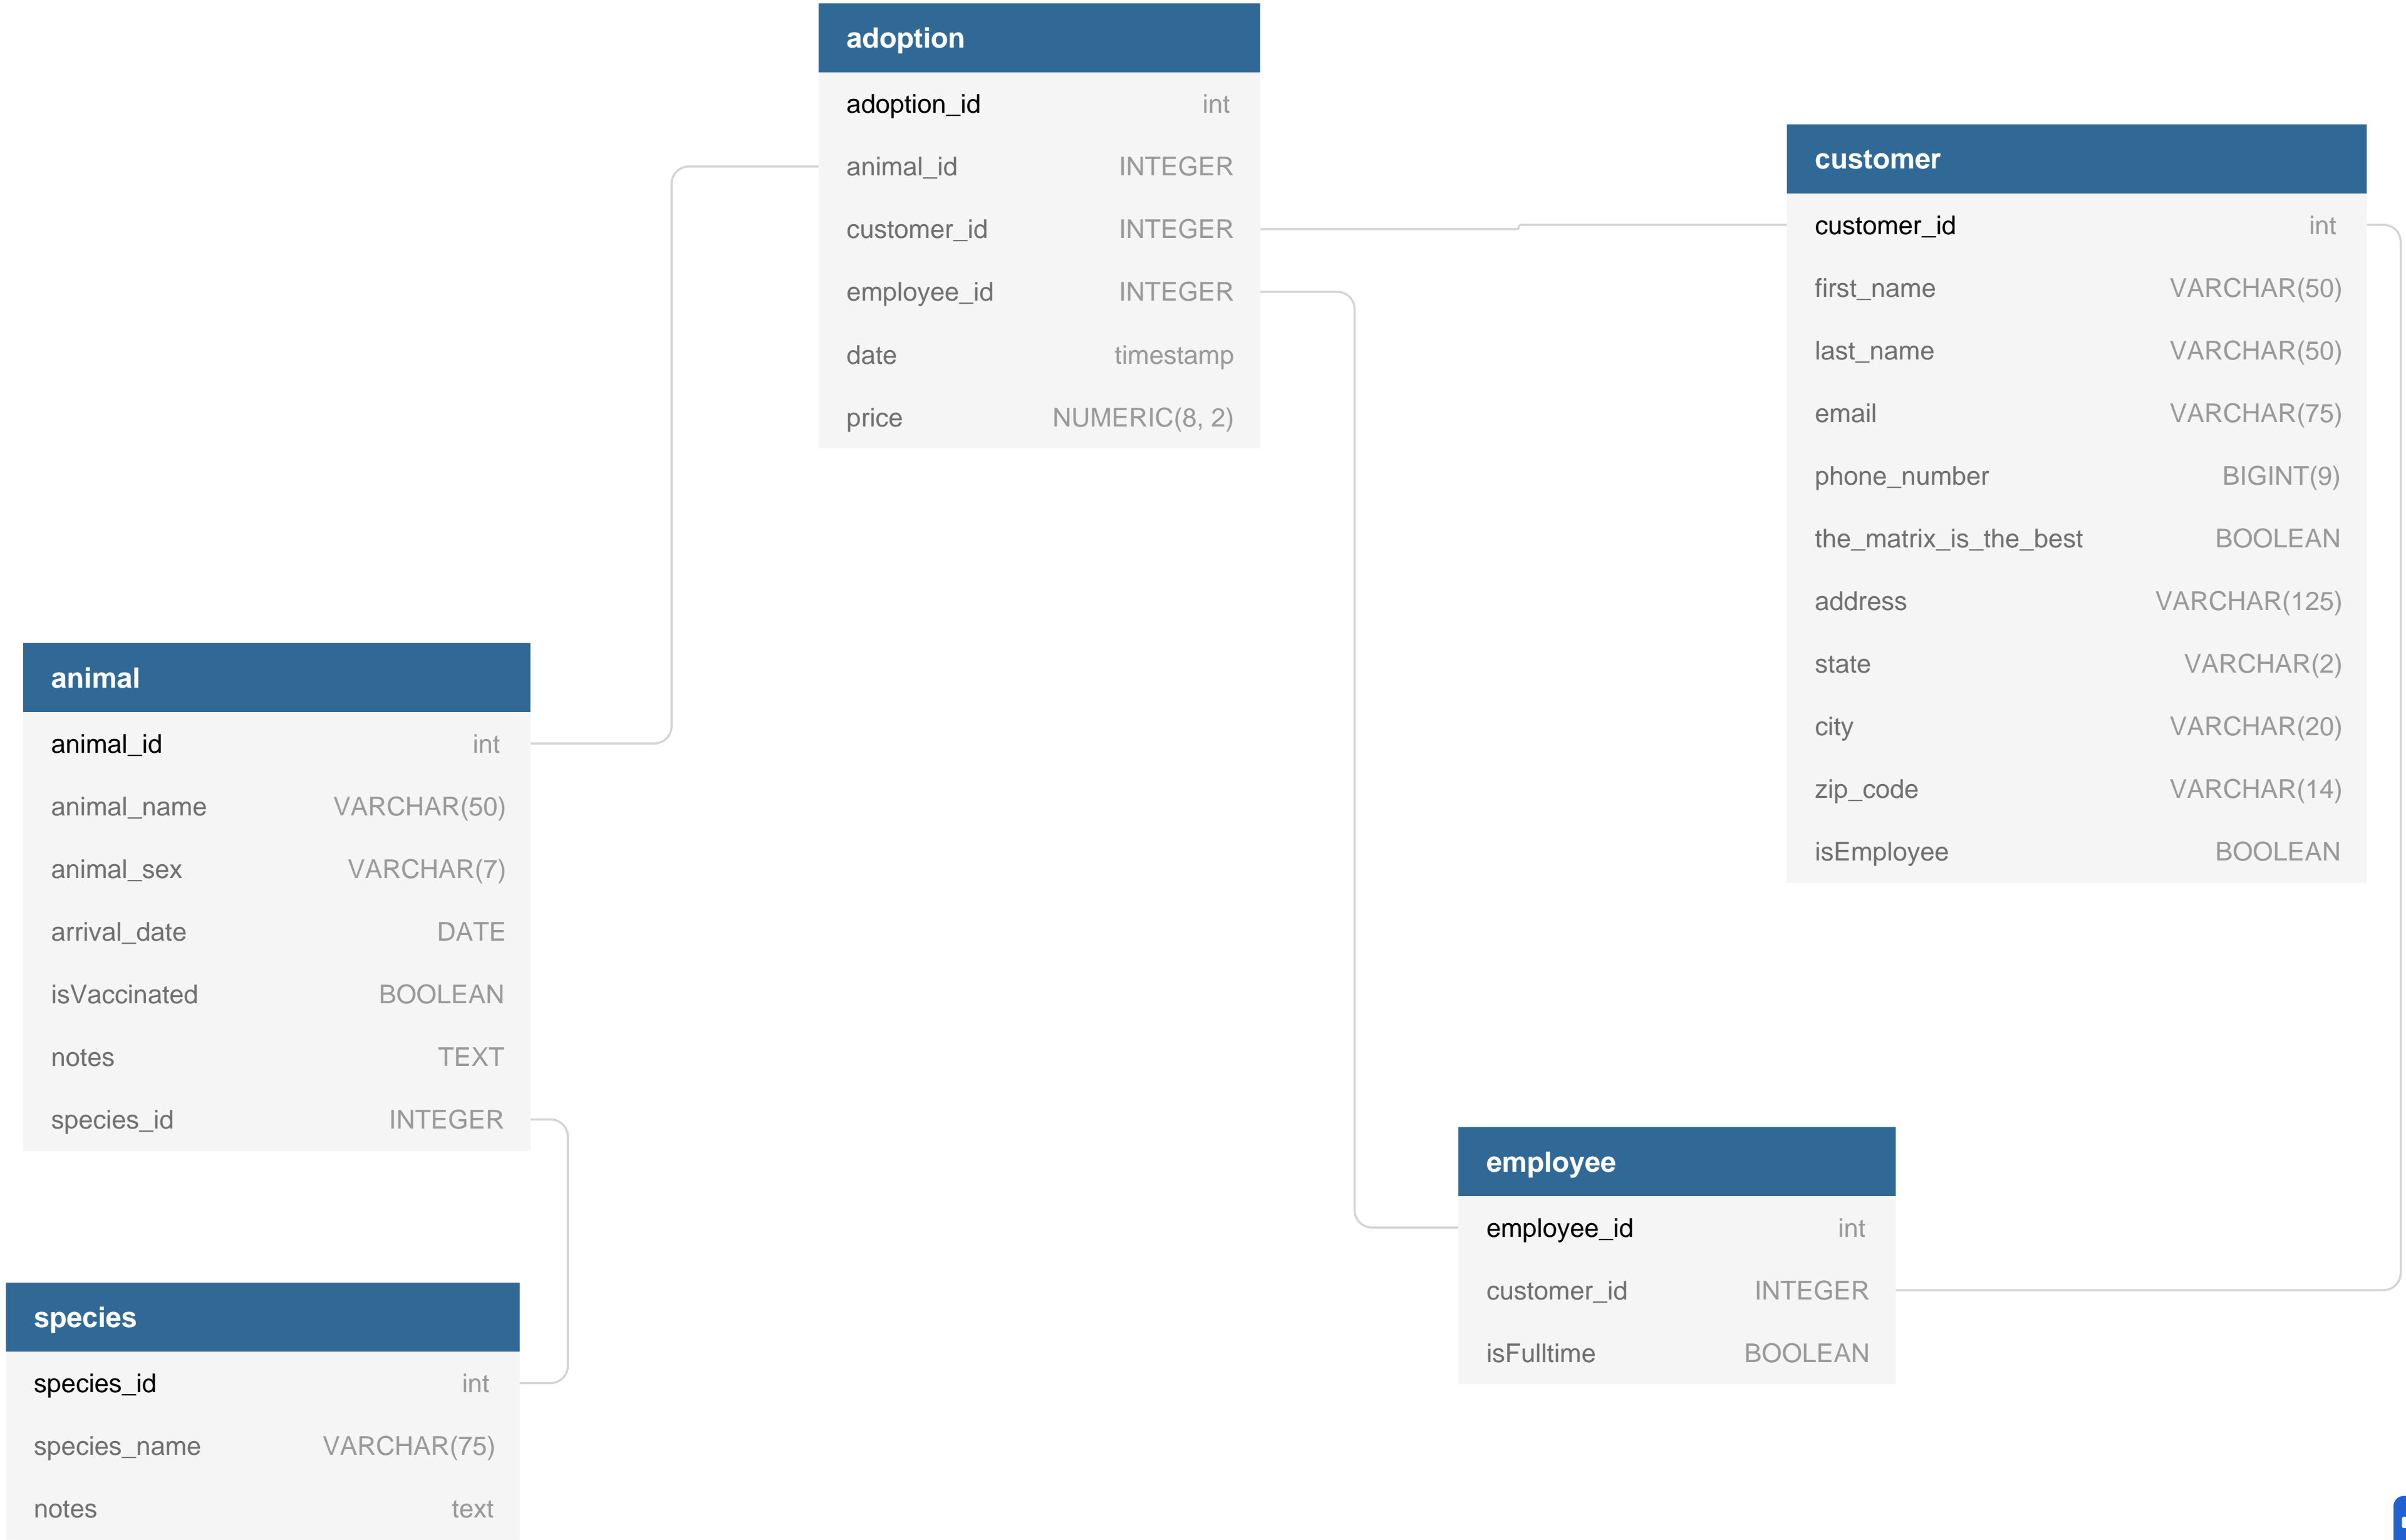 adoption
adoption_id int
animal_id INTEGER
customer_id INTEGER
employee_id INTEGER
date timestamp
price NUMERIC(8, 2)
customer
customer_id int
first_name VARCHAR(50)
last_name VARCHAR(50)
email VARCHAR(75)
phone_number BIGINT(9)
the_matrix_is_the_best BOOLEAN
address VARCHAR(125)
state VARCHAR(2)
city VARCHAR(20)
zip_code VARCHAR(14)
isEmployee BOOLEAN
animal
animal_id int
animal_name VARCHAR(50)
animal_sex VARCHAR(7)
arrival_date DATE
isVaccinated BOOLEAN
notes TEXT
species_id INTEGER
employee
employee_id int
customer_id INTEGER
isFulltime BOOLEAN
species
species_id int
species_name VARCHAR(75)
notes text